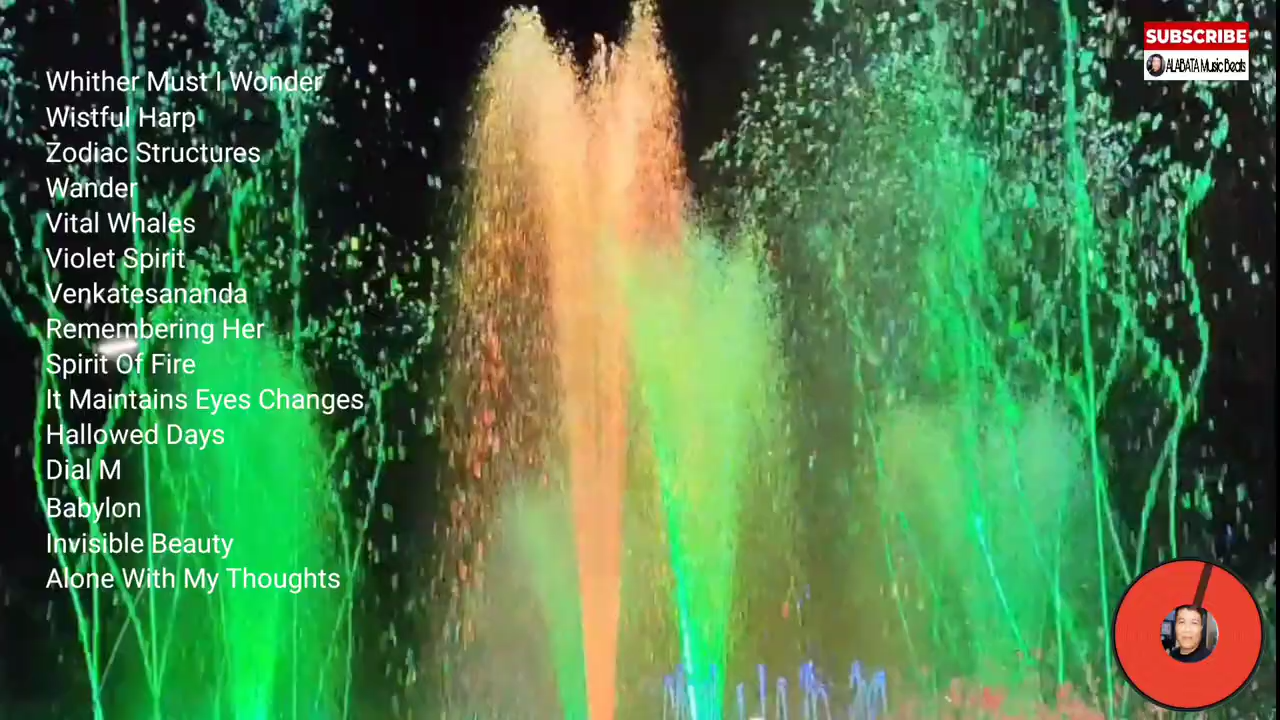 Whither Must I Wonder
Wistful Harp
Zodiac Structures
Wander
Vital Whales
Violet Spirit
Venkatesananda
Remembering Her
Spirit Of Fire
It Maintains Eyes Changes
Hallowed Days
Dial M
Babylon
Invisible Beauty
Alone With My Thoughts
SUBSCRIBE
ALABATA Music Beats